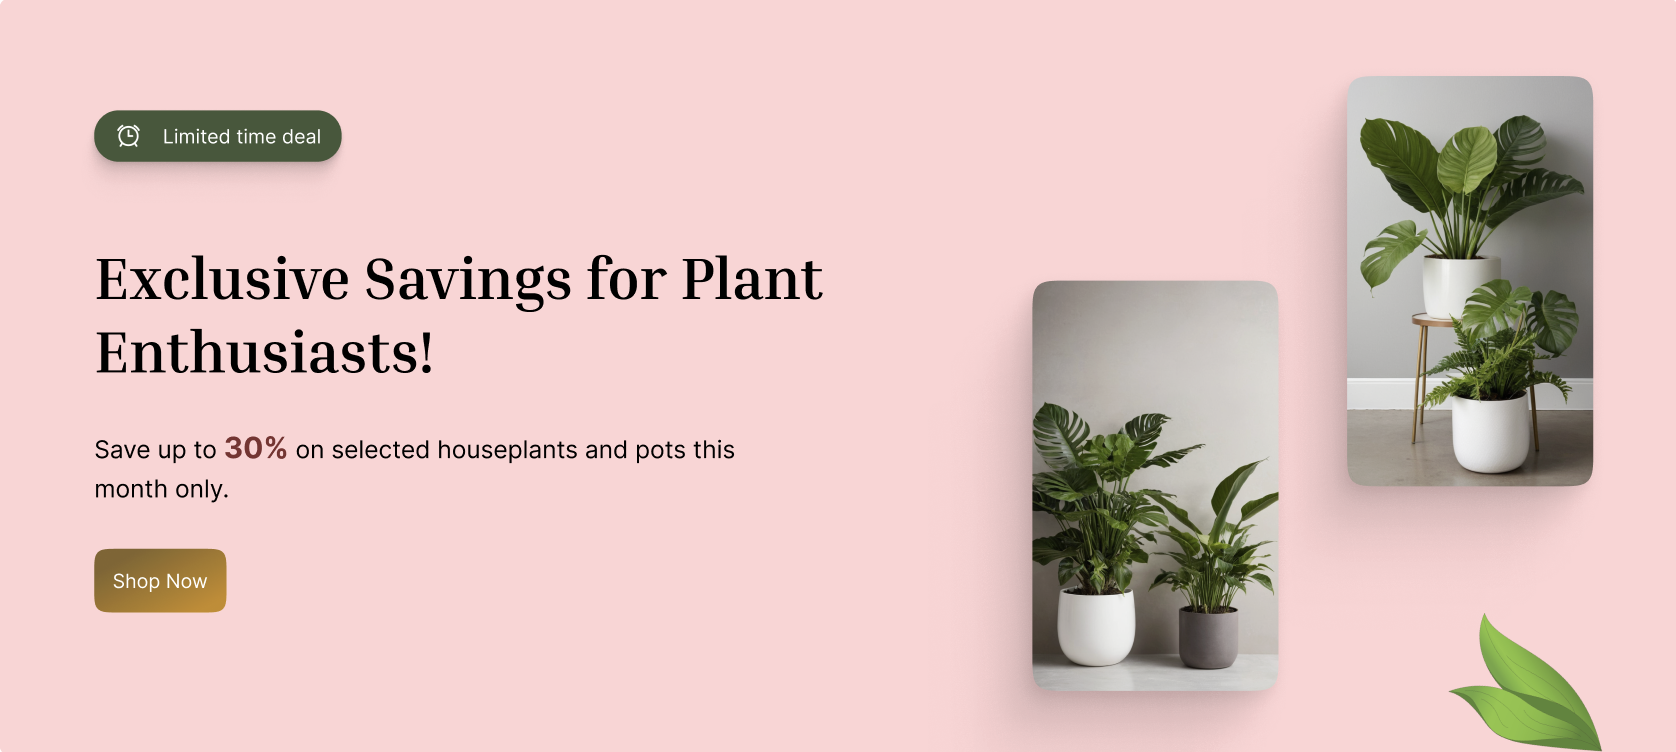 Limited time deal
Exclusive Savings for Plant
Enthusiasts!
Save up to 30% on selected houseplants and pots this
month only.
Shop Now